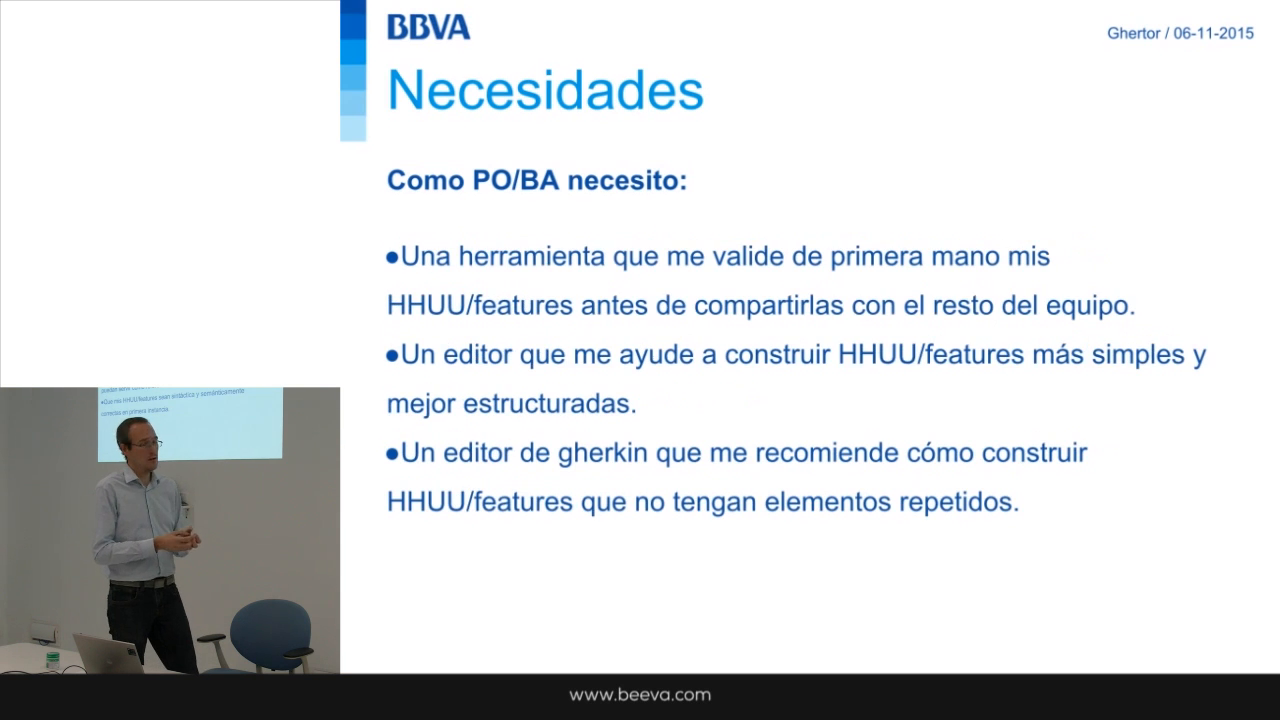 BBVA
Ghertor / 06-11-2015
Necesidades
Como PO/BA necesito:
●Una herramienta que me valide de primera mano mis
HHUU/features antes de compartirlas con el resto del equipo.
●Un editor que me ayude a construir HHUU/features más simples y
mejor estructuradas.
●Un editor de gherkin que me recomiende cómo construir
HHUU/features que no tengan elementos repetidos.
●Que mis HHUU/features sean sintáctica y semánticamente
correctas en primera instancia.
www.beeva.com